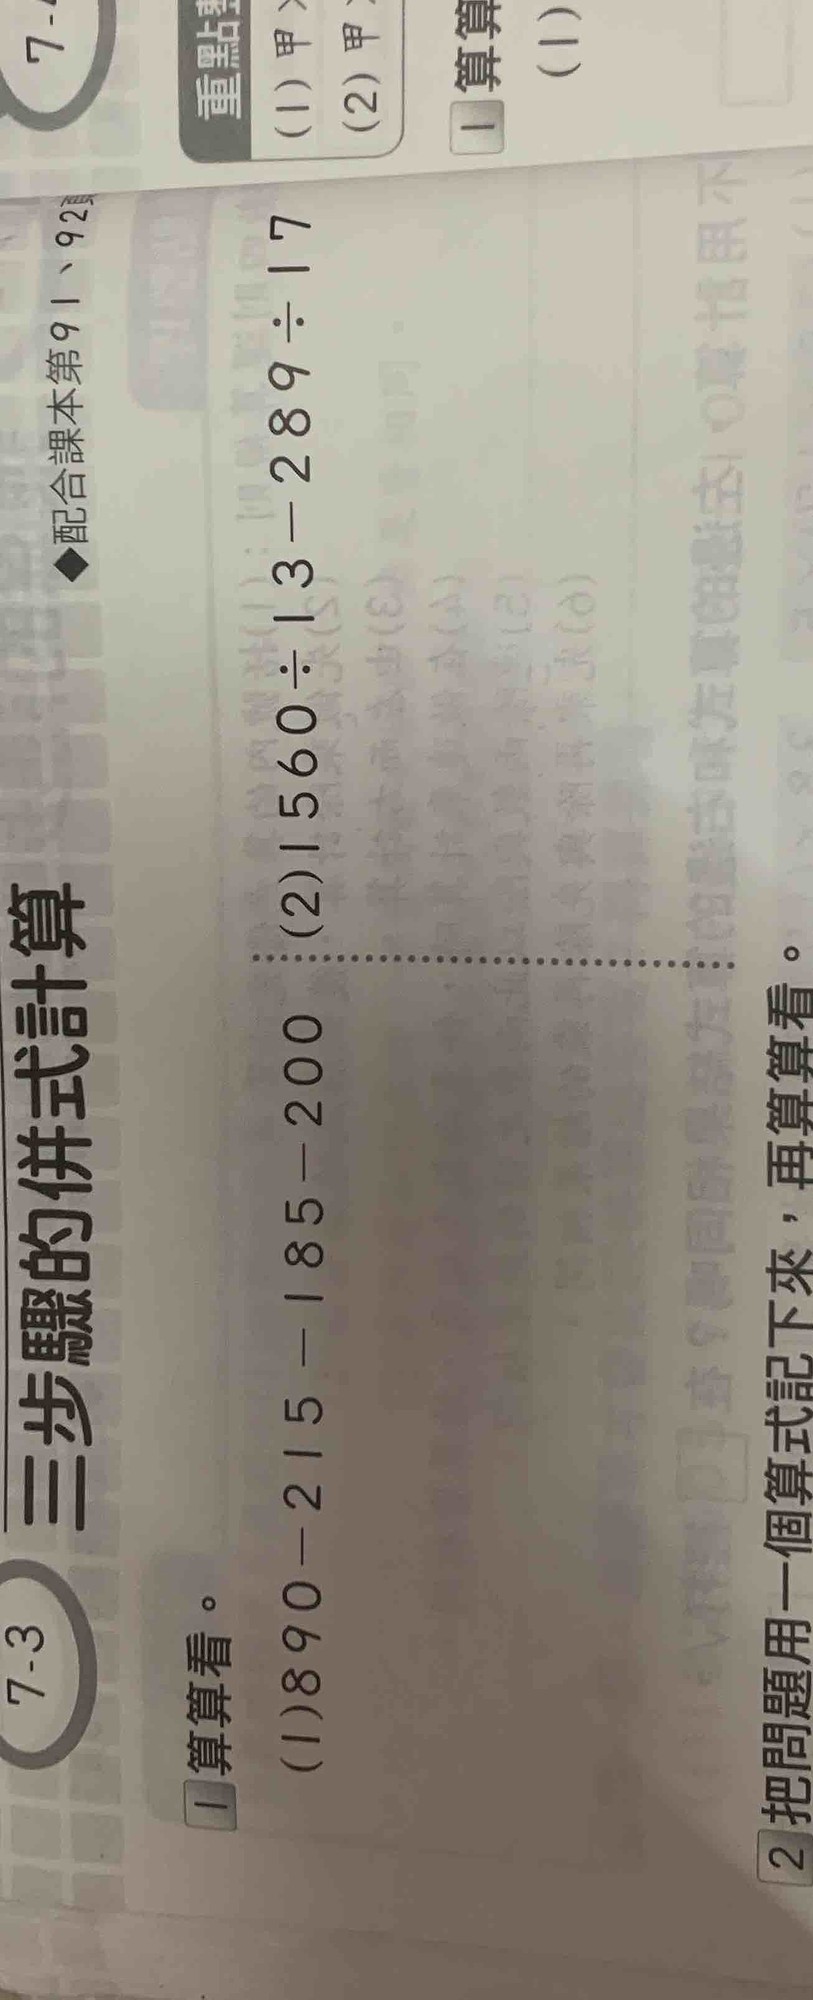 7-3 三步驟的併式計算
◆配合課本第91、92頁
1 算算看。
(1)890－215－185－200
(2)1560÷13－289÷17
2 把問題用一個算式記下來，再算算看。
7-
重點整
(1) 甲×
(2) 甲
1 算算
(1)